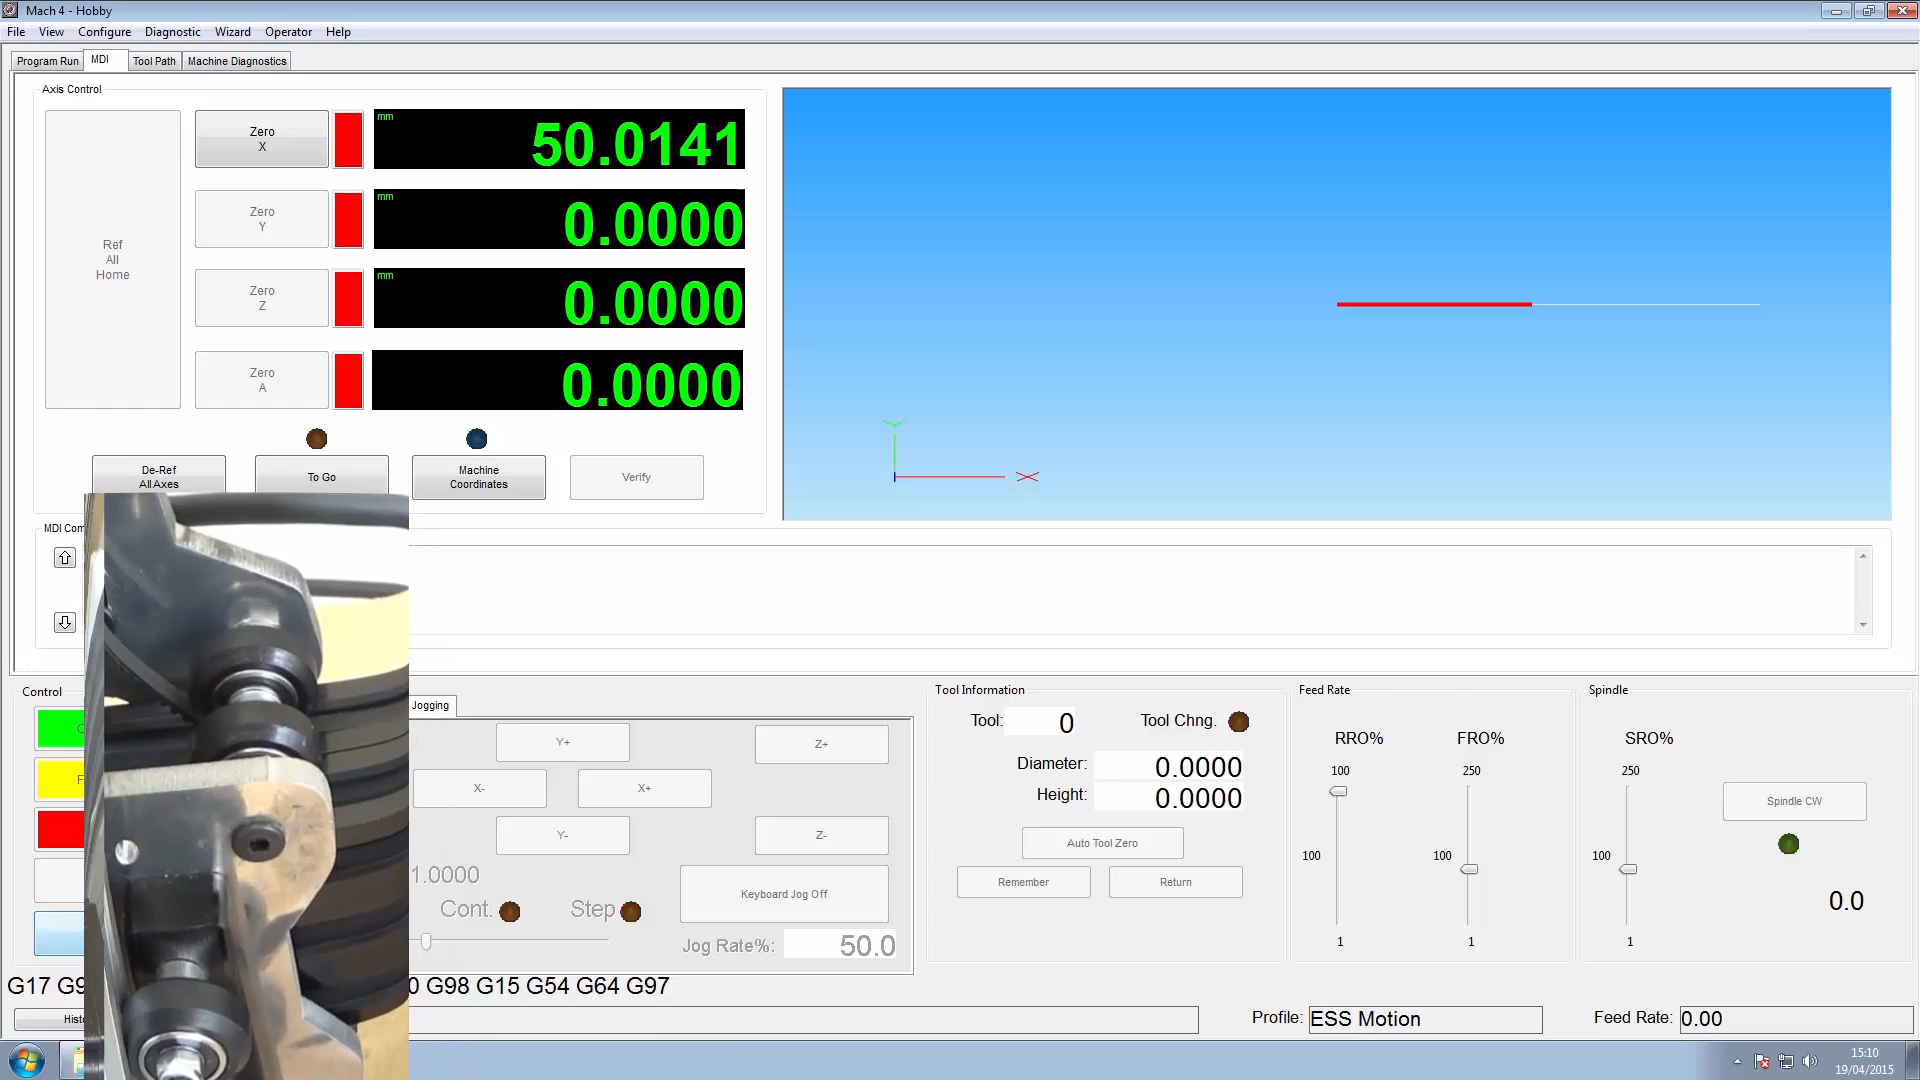 Mach 4 - Hobby
File View Configure Diagnostic Wizard Operator Help
Program Run MDI Tool Path Machine Diagnostics
Axis Control
Zero
X
mm
50.0141
Zero
Y
mm
0.0000
Ref
All
Home
Zero
Z
mm
0.0000
Zero
A
0.0000
De-Ref
All Axes
To Go
Machine
Coordinates
Verify
MDI Com
Control
Jogging
Y+
Z+
X-
X+
Y-
Z-
1.0000
Keyboard Jog Off
Cont.
Step
Jog Rate%:
50.0
Tool Information
Tool:
0
Tool Chng.
Diameter:
0.0000
Height:
0.0000
Auto Tool Zero
Remember
Return
Feed Rate
RRO%
FRO%
100
250
100
100
1
1
Spindle
SRO%
250
100
1
Spindle CW
0.0
G17 G9
0 G98 G15 G54 G64 G97
Histo
Profile:
ESS Motion
Feed Rate:
0.00
15:10
19/04/2015